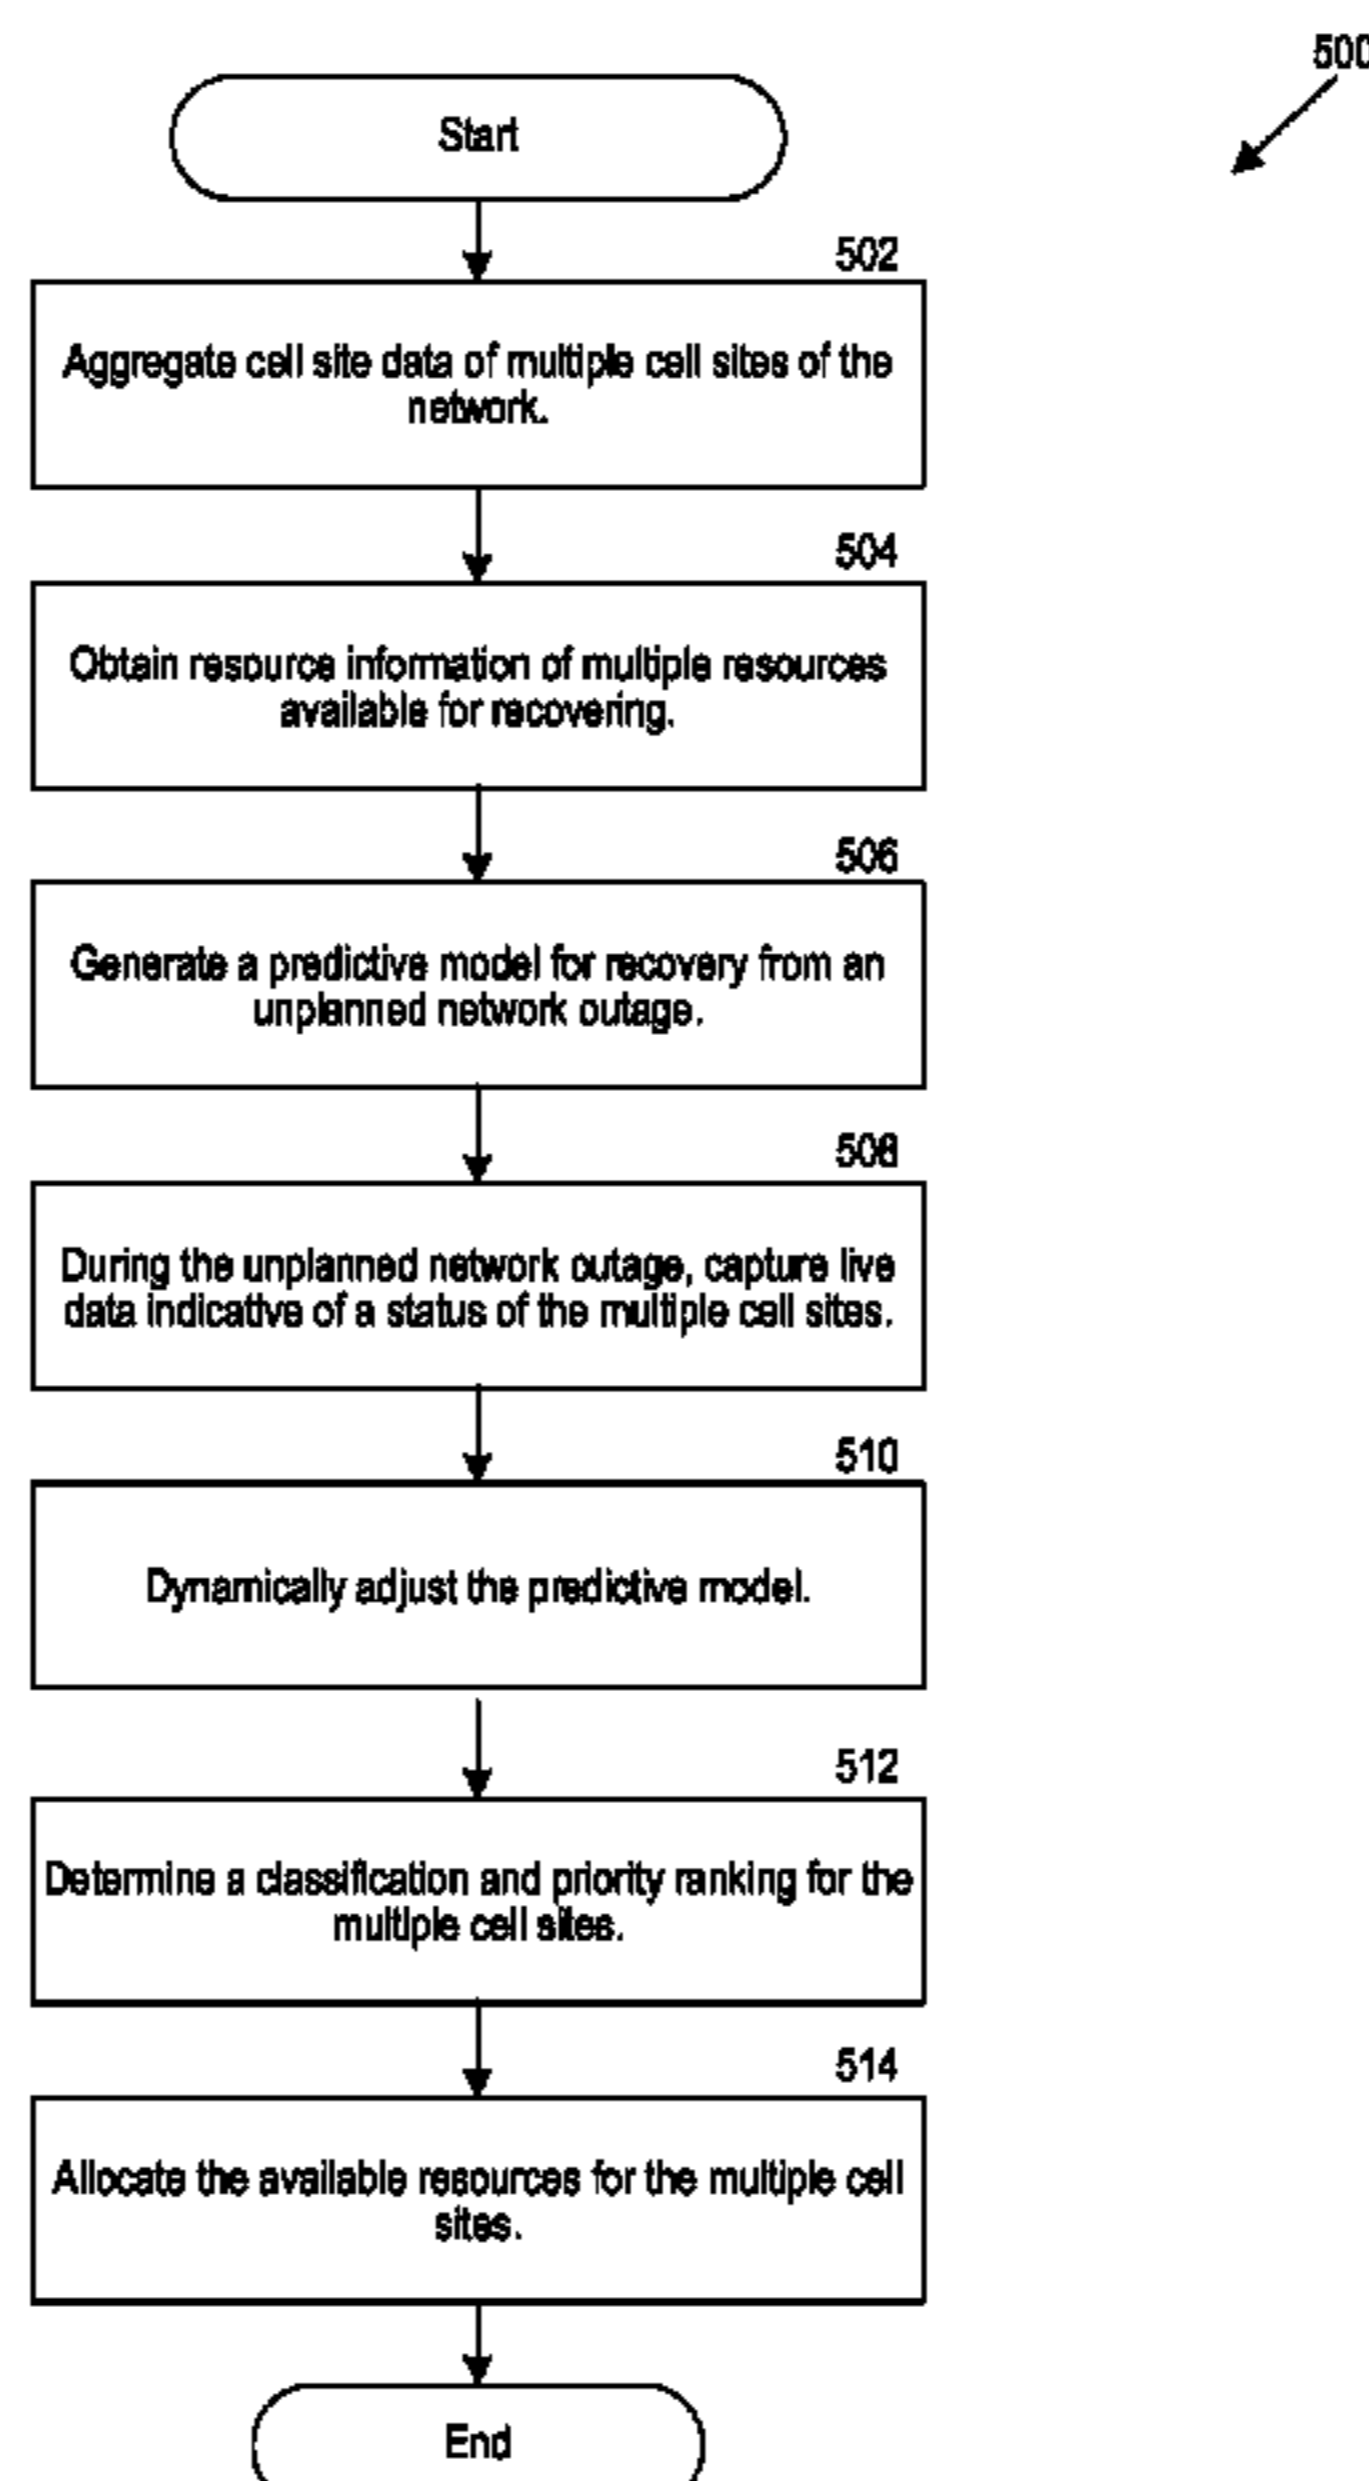 500
Start
502
Aggregate cell site data of multiple cell sites of the
network.
504
Obtain resource information of multiple resources
available for recovering.
506
Generate a predictive model for recovery from an
unplanned network outage.
508
During the unplanned network outage, capture live
data indicative of a status of the multiple cell sites.
510
Dynamically adjust the predictive model.
512
Determine a classification and priority ranking for the
multiple cell sites.
514
Allocate the available resources for the multiple cell
sites.
End